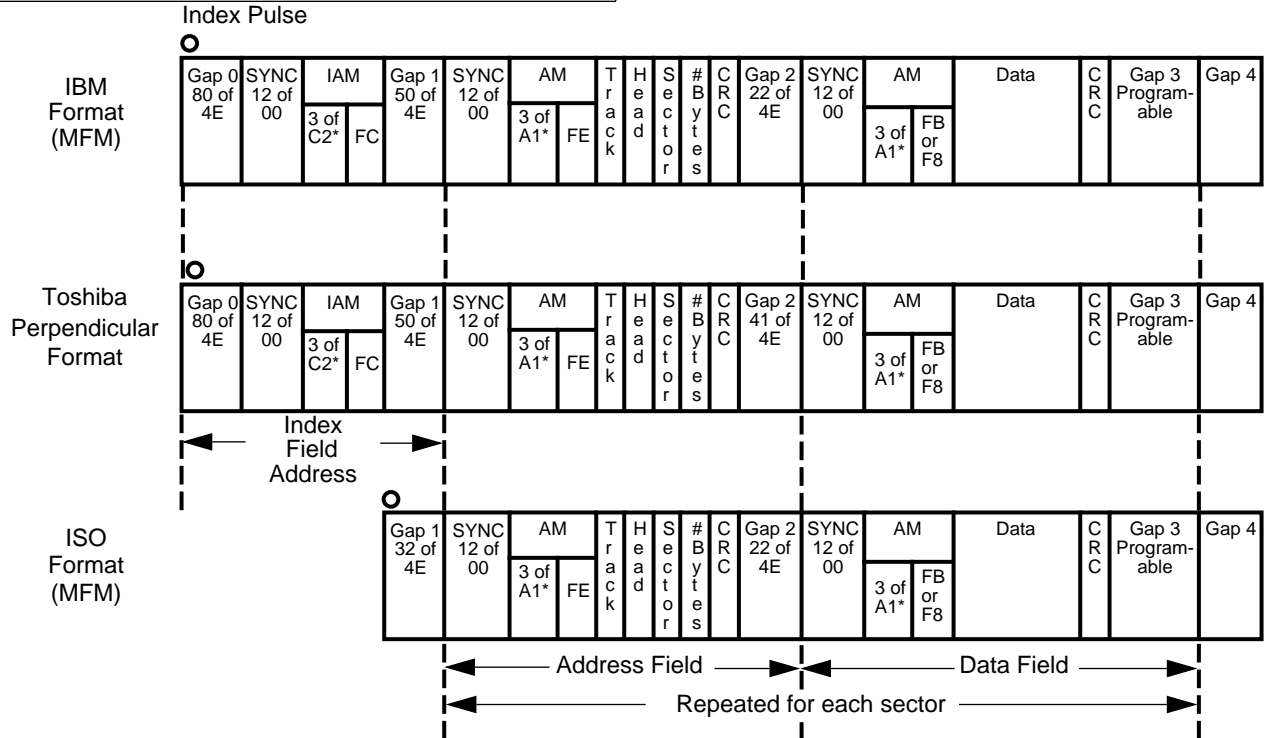 Index Pulse
IBM
Format
(MFM)
Gap 0
80 of
4E
SYNC
12 of
00
IAM
3 of
C2*
FC
Gap 1
50 of
4E
SYNC
12 of
00
AM
3 of
A1*
FE
Track
Head
Sector
#Bytes
CRC
Gap 2
22 of
4E
SYNC
12 of
00
AM
3 of
A1*
FB
or
F8
Data
CRC
Gap 3
Program-
able
Gap 4
Toshiba
Perpendicular
Format
Gap 0
80 of
4E
SYNC
12 of
00
IAM
3 of
C2*
FC
Gap 1
50 of
4E
SYNC
12 of
00
AM
3 of
A1*
FE
Track
Head
Sector
#Bytes
CRC
Gap 2
41 of
4E
SYNC
12 of
00
AM
3 of
A1*
FB
or
F8
Data
CRC
Gap 3
Program-
able
Gap 4
Index
Field
Address
ISO
Format
(MFM)
Gap 1
32 of
4E
SYNC
12 of
00
AM
3 of
A1*
FE
Track
Head
Sector
#Bytes
CRC
Gap 2
22 of
4E
SYNC
12 of
00
AM
3 of
A1*
FB
or
F8
Data
CRC
Gap 3
Program-
able
Gap 4
Address Field
Data Field
Repeated for each sector